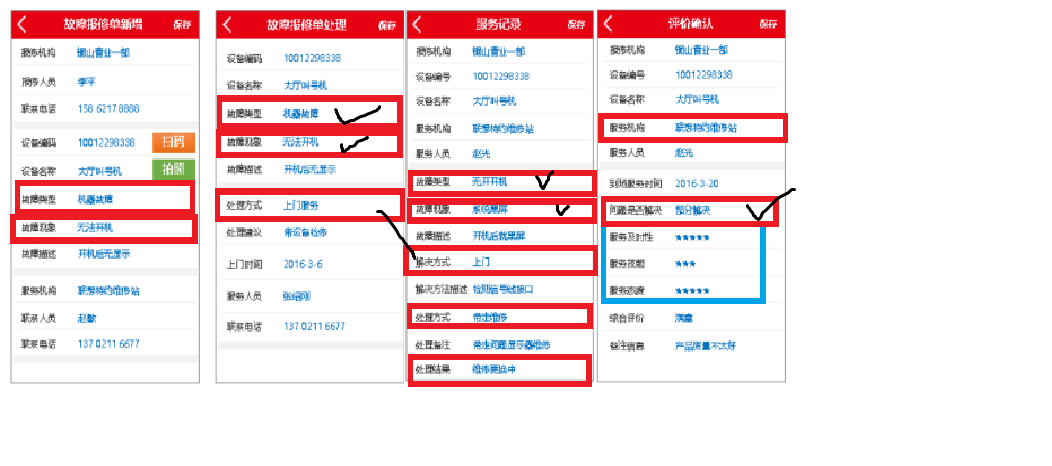 故障报修单新增 保存
报修机构 铜山营业一部
报修人员 李平
联系电话 158 6217 8888
设备编码 10012298338 扫码
设备名称 大厅叫号机 拍照
故障类型 机器故障
故障现象 无法开机
故障描述 开机后无显示
服务机构 联想特约维修站
联系人员 赵敏
联系电话 137 0211 6677
故障报修单处理 保存
设备编码 10012298338
设备名称 大厅叫号机
故障类型 机器故障
故障现象 无法开机
故障描述 开机后无显示
处理方式 上门服务
处理建议 带设备检修
上门时间 2016-3-6
服务人员 张绍刚
联系电话 137 0211 6677
服务记录 保存
报修机构 铜山营业一部
设备编号 10012298338
设备名称 大厅叫号机
服务机构 联想特约维修站
服务人员 赵光
故障类型 无开开机
故障现象 系统黑屏
故障描述 开机后就黑屏
解决方式 上门
解决方法描述 检测信号线接口
处理方式 带走维修
处理备注 带走问题显示器维修
处理结果 维修更换中
评价确认 保存
报修机构 铜山营业一部
设备编号 10012298338
设备名称 大厅叫号机
服务机构 联想特约维修站
服务人员 赵光
到场服务时间 2016-3-20
问题是否解决 部分解决
服务及时性 ★★★★★
服务态度 ★★★
服务态度 ★★★★★
综合评价 满意
备注信息 产品质量不太好